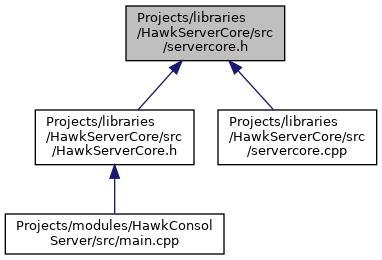 Projects/libraries
/HawkServerCore/src
/servercore.h
Projects/libraries
/HawkServerCore/src
/HawkServerCore.h
Projects/libraries
/HawkServerCore/src
/servercore.cpp
Projects/modules/HawkConsol
Server/src/main.cpp